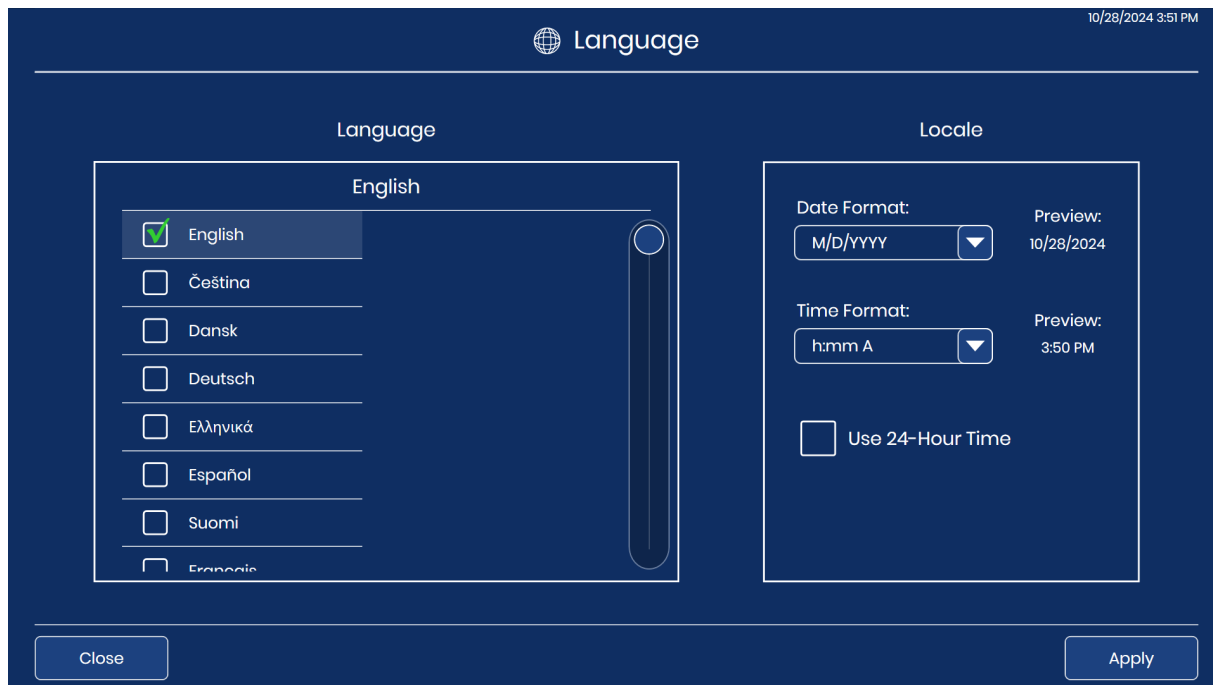 10/28/2024 3:51 PM
Language
Language
English
English
Čeština
Dansk
Deutsch
Ελληνικά
Español
Suomi
Français
Locale
Date Format:
M/D/YYYY
Preview:
10/28/2024
Time Format:
h:mm A
Preview:
3:50 PM
Use 24-Hour Time
Close
Apply